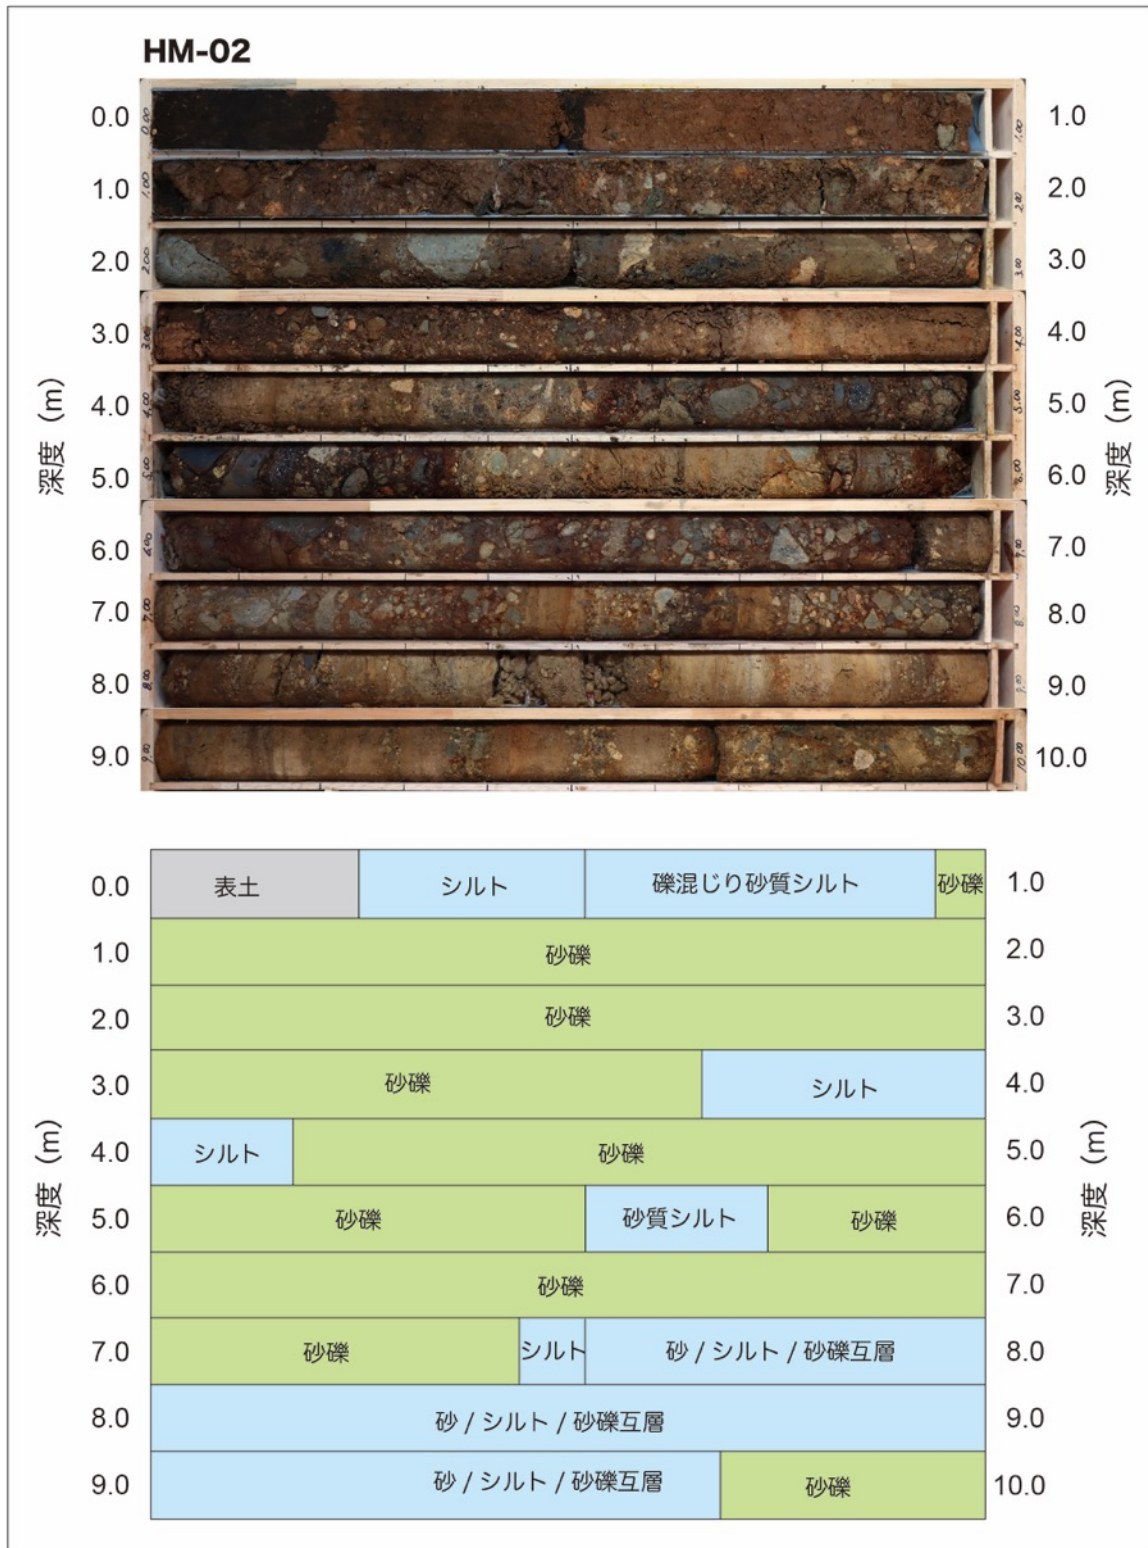 HM-02
0.0 1.0
1.0 2.0
2.0 3.0
3.0 4.0
4.0 5.0
5.0 6.0
6.0 7.0
7.0 8.0
8.0 9.0
9.0 10.0
深度 (m)
深度 (m)
0.0 表土 シルト 礫混じり砂質シルト 砂礫 1.0
1.0 砂礫 2.0
2.0 砂礫 3.0
3.0 砂礫 シルト 4.0
4.0 シルト 砂礫 5.0
5.0 砂礫 砂質シルト 砂礫 6.0
6.0 砂礫 7.0
7.0 砂礫 シルト 砂 / シルト / 砂礫互層 8.0
8.0 砂 / シルト / 砂礫互層 9.0
9.0 砂 / シルト / 砂礫互層 砂礫 10.0
深度 (m)
深度 (m)